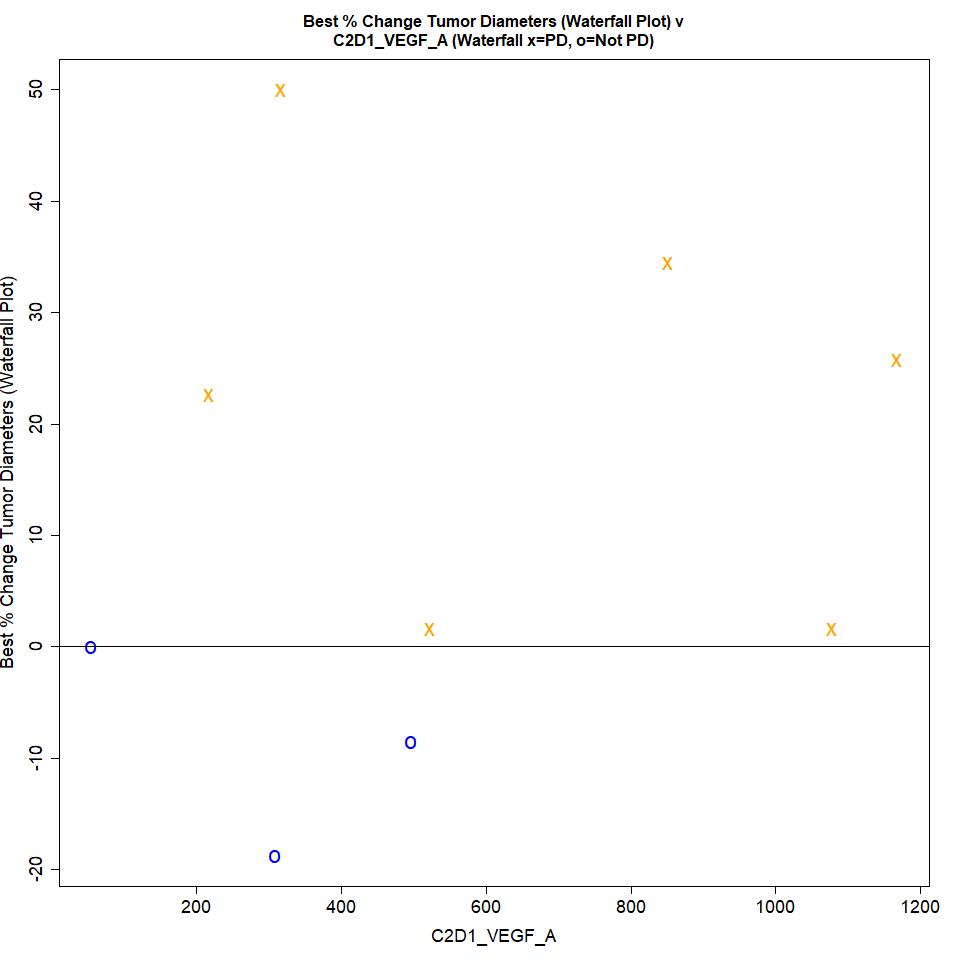 Best % Change Tumor Diameters (Waterfall Plot) v
C2D1_VEGF_A (Waterfall x=PD, o=Not PD)
Best % Change Tumor Diameters (Waterfall Plot)
50
40
30
20
10
0
-10
-20
X
X
X
X
X
X
O
O
O
200 400 600 800 1000 1200
C2D1_VEGF_A